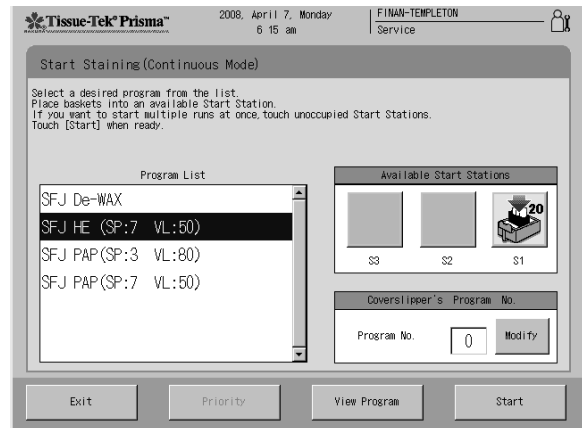 Tissue-Tek® Prisma™
2008, April 7, Monday
6 15 am
FINAN-TEMPLETON
Service
Start Staining(Continuous Mode)
Select a desired program from the list.
Place baskets into an available Start Station.
If you want to start multiple runs at once, touch unoccupied Start Stations.
Touch [Start] when ready.
Program List
SFJ De-WAX
SFJ HE (SP:7 VL:50)
SFJ PAP(SP:3 VL:80)
SFJ PAP(SP:7 VL:50)
Available Start Stations
20
S3 S2 S1
Coverslipper's Program No.
Program No. 0 Modify
Exit Priority View Program Start